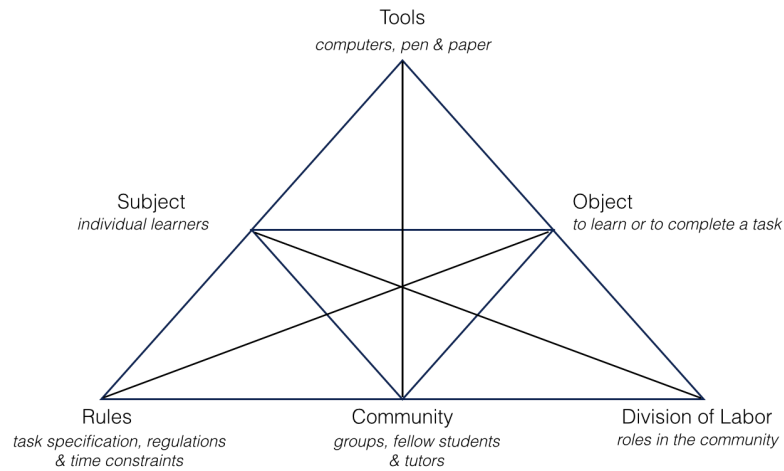 Tools
computers, pen & paper
Subject
individual learners
Object
to learn or to complete a task
Rules
task specification, regulations
& time constraints
Community
groups, fellow students
& tutors
Division of Labor
roles in the community